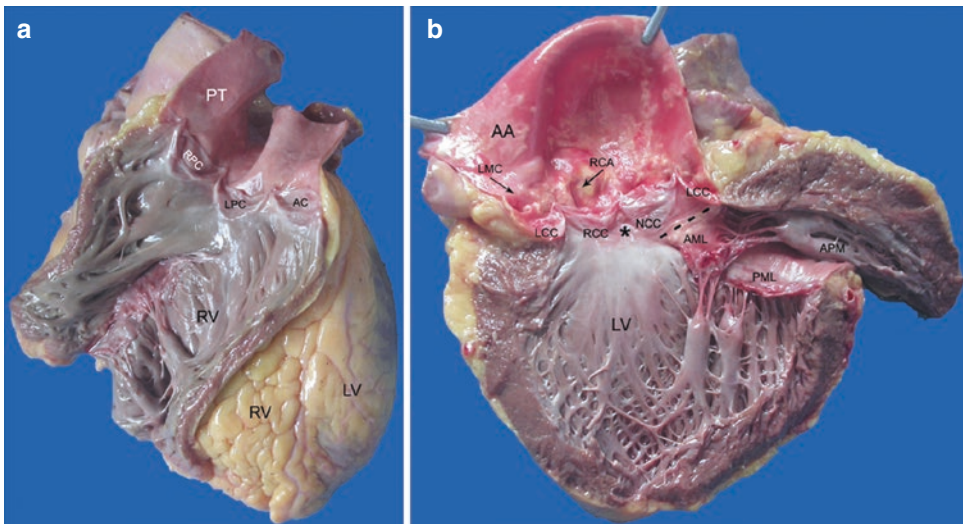 a
PT
RPC
LPC
AC
RV
RV
LV
b
AA
LMC
RCA
LCC
LCC
RCC
*
NCC
AML
APM
PML
LV